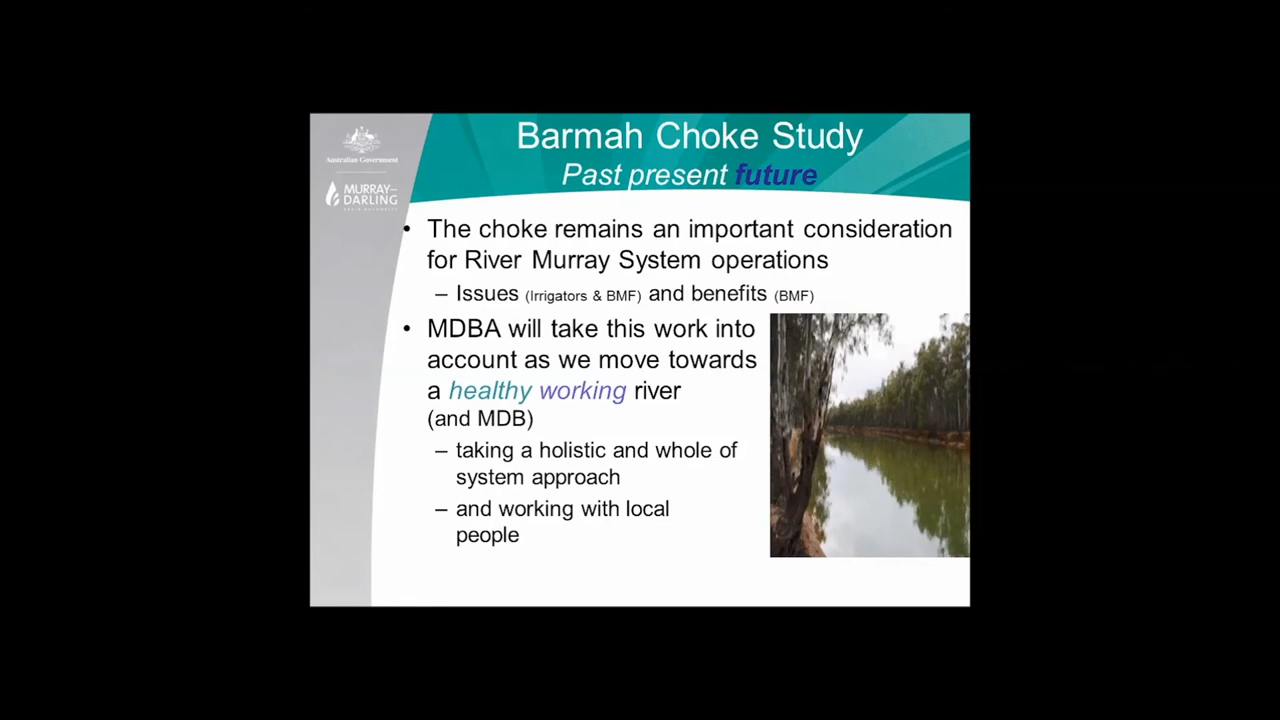 Australian Government
MURRAY–
DARLING
BASIN AUTHORITY
Barmah Choke Study
Past present future
• The choke remains an important consideration
for River Murray System operations
– Issues (Irrigators & BMF) and benefits (BMF)
• MDBA will take this work into
account as we move towards
a healthy working river
(and MDB)
– taking a holistic and whole of
system approach
– and working with local
people